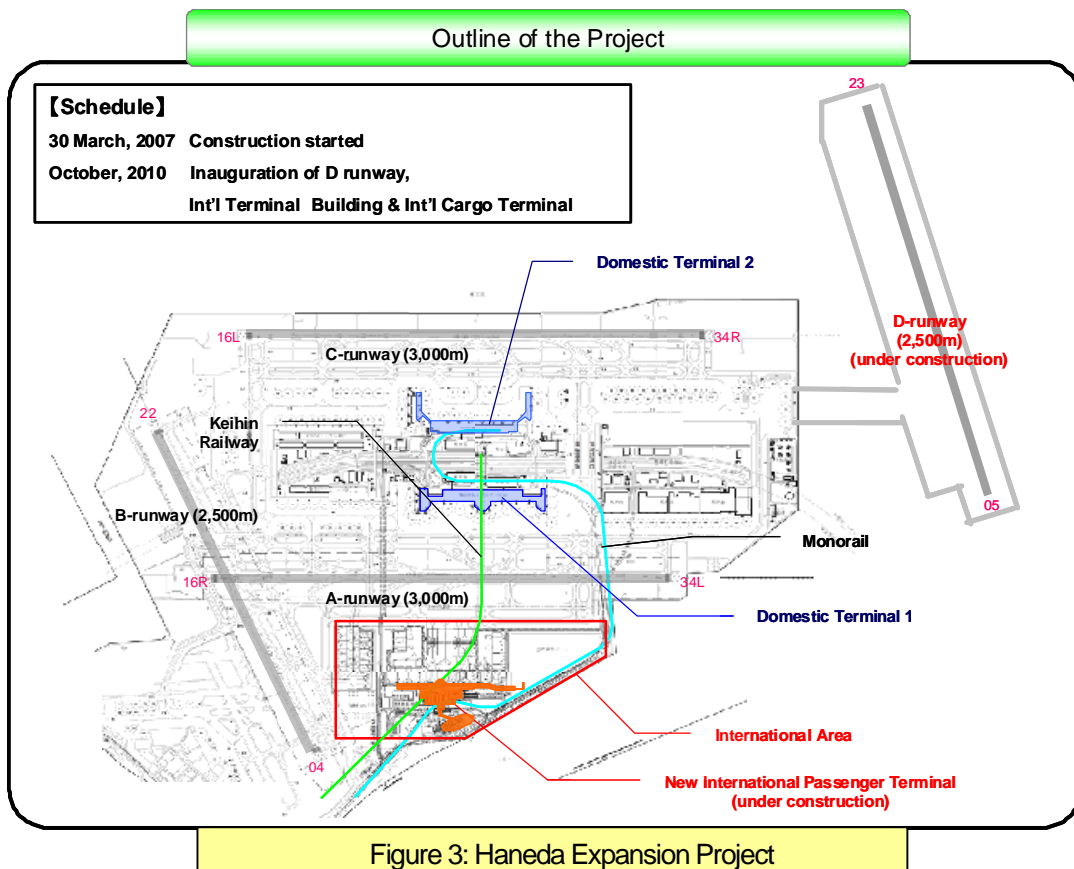 Outline of the Project
23
【Schedule】
30 March, 2007 Construction started
October, 2010 Inauguration of D runway,
Int'l Terminal Building & Int'l Cargo Terminal
Domestic Terminal 2
16L
34R
C-runway (3,000m)
D-runway
(2,500m)
(under construction)
22
Keihin
Railway
05
B-runway (2,500m)
Monorail
16R
34L
A-runway (3,000m)
Domestic Terminal 1
International Area
04
New International Passenger Terminal
(under construction)
Figure 3: Haneda Expansion Project